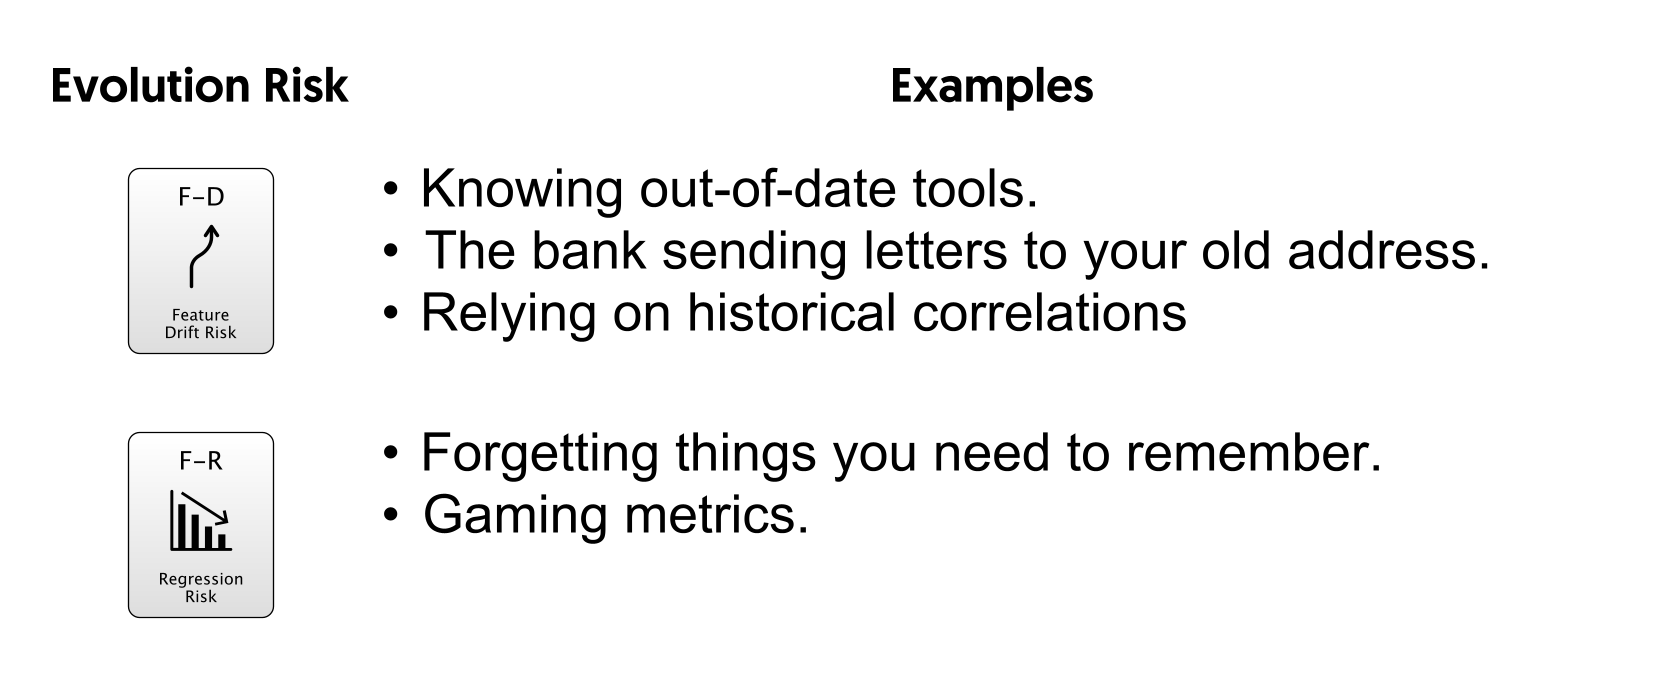 Evolution Risk
Examples
F–D
Feature
Drift Risk
• Knowing out-of-date tools.
• The bank sending letters to your old address.
• Relying on historical correlations
F–R
Regression
Risk
• Forgetting things you need to remember.
• Gaming metrics.